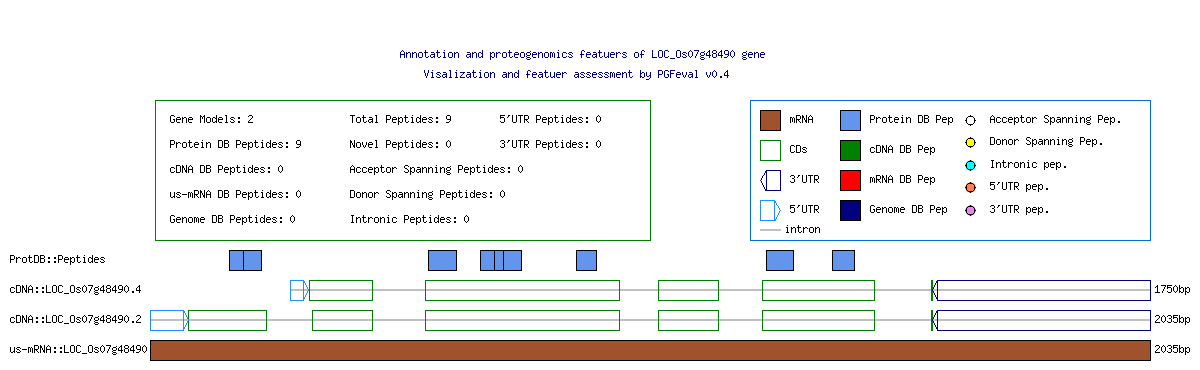 Annotation and proteogenomics featuers of LOC_Os07g48490 gene
Visalization and featuer assessment by PGFeval v0.4
Gene Models: 2 Total Peptides: 9 5'UTR Peptides: 0
Protein DB Peptides: 9 Novel Peptides: 0 3'UTR Peptides: 0
cDNA DB Peptides: 0 Acceptor Spanning Peptides: 0
us-mRNA DB Peptides: 0 Donor Spanning Peptides: 0
Genome DB Peptides: 0 Intronic Peptides: 0
mRNA Protein DB Pep Acceptor Spanning Pep.
CDs cDNA DB Pep Donor Spanning Pep.
3'UTR mRNA DB Pep Intronic pep.
5'UTR Genome DB Pep 5'UTR pep.
intron 3'UTR pep.
ProtDB::Peptides
cDNA::LOC_Os07g48490.4 1750bp
cDNA::LOC_Os07g48490.2 2035bp
us-mRNA::LOC_Os07g48490 2035bp